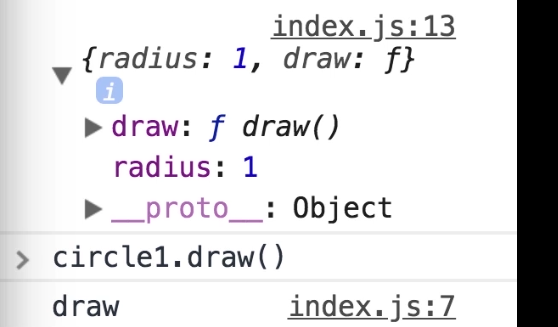 index.js:13
▼ {radius: 1, draw: ƒ}
i
▶ draw: ƒ draw()
radius: 1
▶ __proto__: Object
> circle1.draw()
draw index.js:7